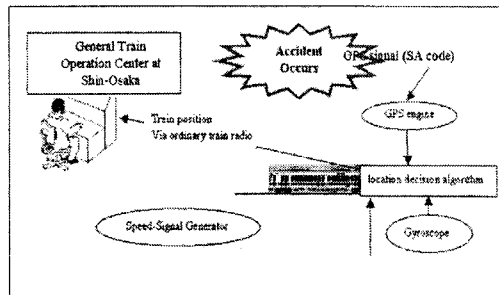 General Train
Operation Center at
Shin-Osaka
Accident
Occurs
GPS signal (SA code)
Train position
Via ordinary train radio
GPS engine
location decision algorithm
Speed-Signal Generator
Gyroscope